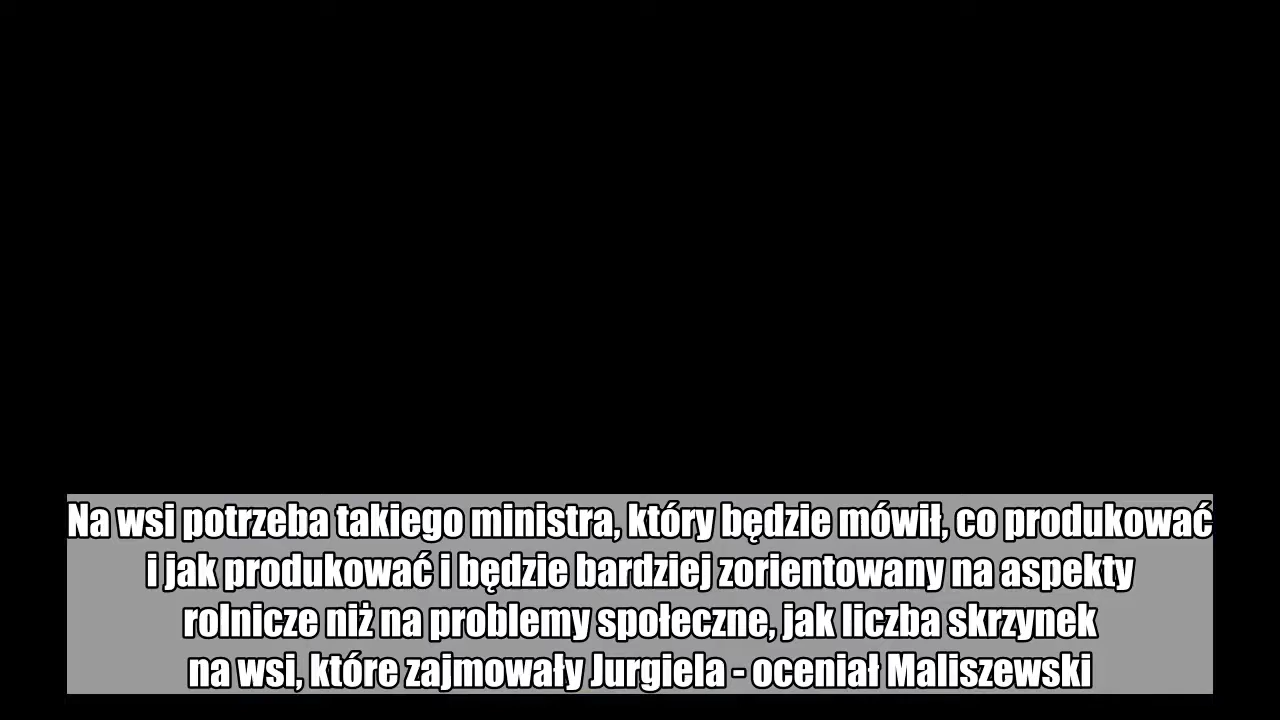 Na wsi potrzeba takiego ministra, który będzie mówił, co produkować
i jak produkować i będzie bardziej zorientowany na aspekty
rolnicze niż na problemy społeczne, jak liczba skrzynek
na wsi, które zajmowały Jurgiela - oceniał Maliszewski